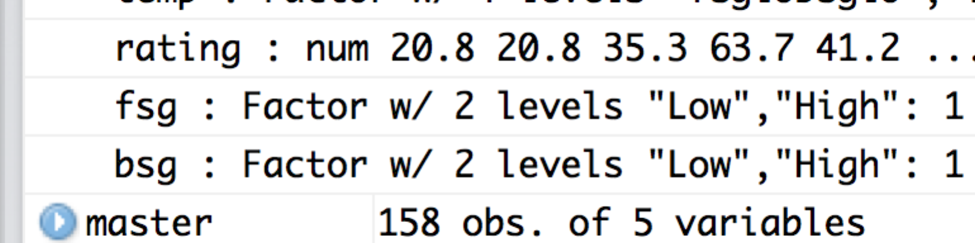 rating : num 20.8 20.8 35.3 63.7 41.2 ...
fsg : Factor w/ 2 levels "Low","High": 1
bsg : Factor w/ 2 levels "Low","High": 1
master 158 obs. of 5 variables